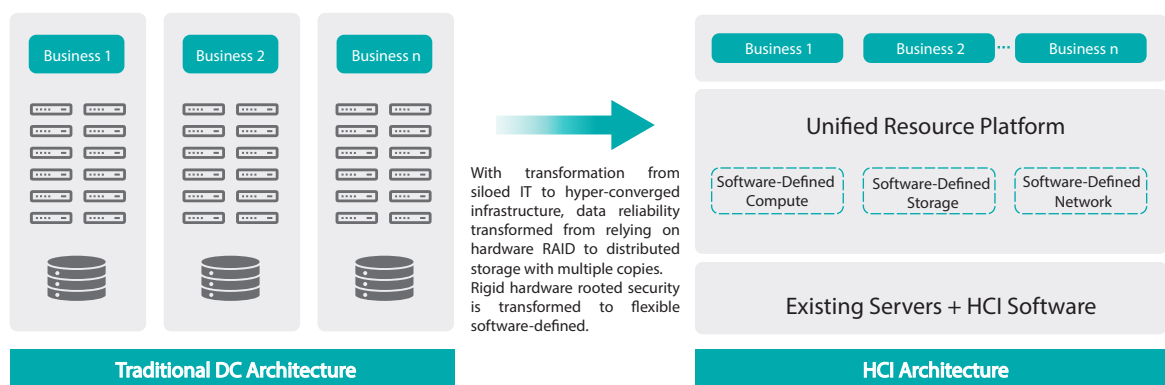 Business 1
Business 2
Business n
With transformation from
siloed IT to hyper-converged
infrastructure, data reliability
transformed from relying on
hardware RAID to distributed
storage with multiple copies.
Rigid hardware rooted security
is transformed to flexible
software-defined.
Business 1
Business 2
...
Business n
Unified Resource Platform
Software-Defined
Compute
Software-Defined
Storage
Software-Defined
Network
Existing Servers + HCI Software
Traditional DC Architecture
HCI Architecture